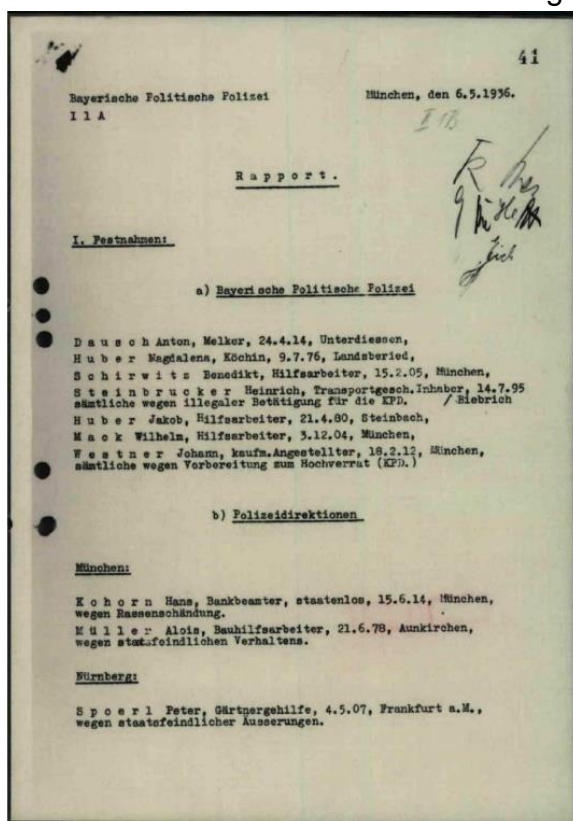 g
41
Bayerische Politische Polizei München, den 6.5.1936.
I 1 A
II 1B
R a p p o r t .
I. Festnahmen:
a) Bayerische Politische Polizei
D a u s c h Anton, Melker, 24.4.14, Unterdiessen,
H u b e r Magdalena, Köchin, 9.7.76, Landsberied,
S c h i r w i t z Benedikt, Hilfsarbeiter, 15.2.05, München,
S t e i n b r u c k e r Heinrich, Transportgesch.Inhaber, 14.7.95
sämtliche wegen illegaler Betätigung für die KPD. / Biebrich
H u b e r Jakob, Hilfsarbeiter, 21.4.80, Steinbach,
M a c k Wilhelm, Hilfsarbeiter, 3.12.04, München,
W e s t n e r Johann, kaufm.Angestellter, 18.2.12, München,
sämtliche wegen Vorbereitung zum Hochverrat (KPD.)
b) Polizeidirektionen
München:
K o h o r n Hans, Bankbeamter, staatenlos, 15.6.14, München,
wegen Rassenschändung.
M ü l l e r Alois, Bauhilfsarbeiter, 21.6.78, Aunkirchen,
wegen staatsfeindlichen Verhaltens.
Nürnberg:
S p o e r l Peter, Gärtnergehilfe, 4.5.07, Frankfurt a.M.,
wegen staatsfeindlicher Äusserungen.